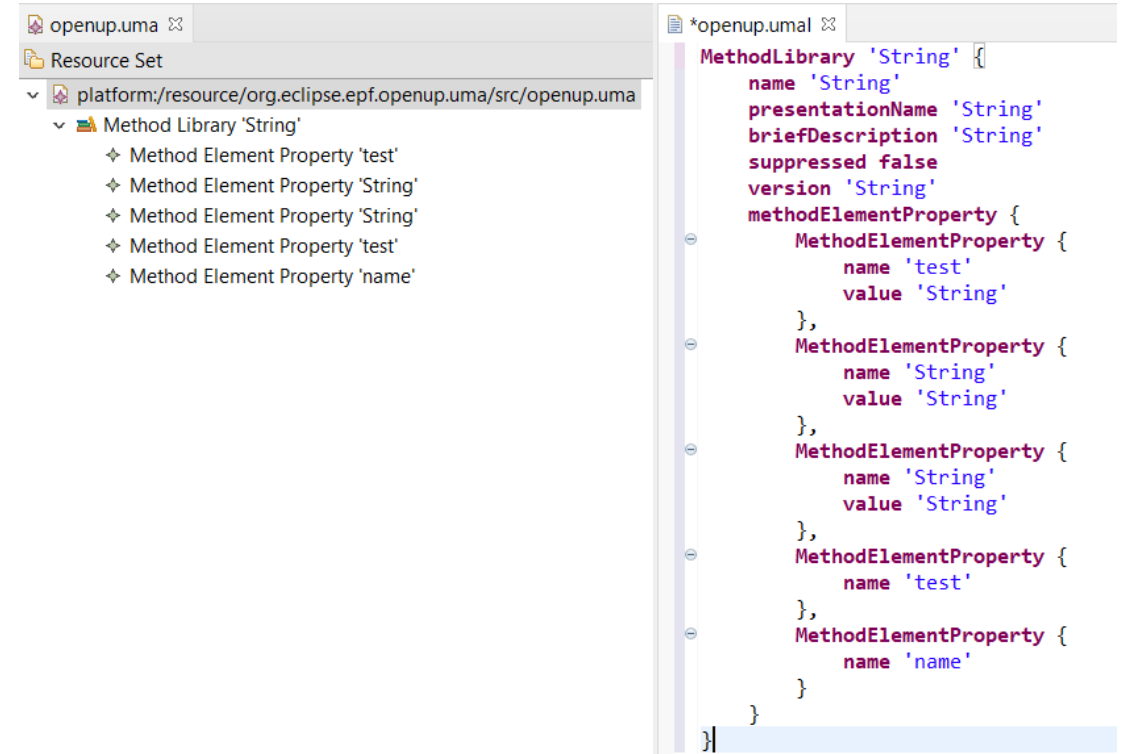 openup.uma
Resource Set
platform:/resource/org.eclipse.epf.openup.uma/src/openup.uma
Method Library 'String'
Method Element Property 'test'
Method Element Property 'String'
Method Element Property 'String'
Method Element Property 'test'
Method Element Property 'name'
*openup.umal
MethodLibrary 'String' {
name 'String'
presentationName 'String'
briefDescription 'String'
suppressed false
version 'String'
methodElementProperty {
MethodElementProperty {
name 'test'
value 'String'
},
MethodElementProperty {
name 'String'
value 'String'
},
MethodElementProperty {
name 'String'
value 'String'
},
MethodElementProperty {
name 'test'
},
MethodElementProperty {
name 'name'
}
}
}